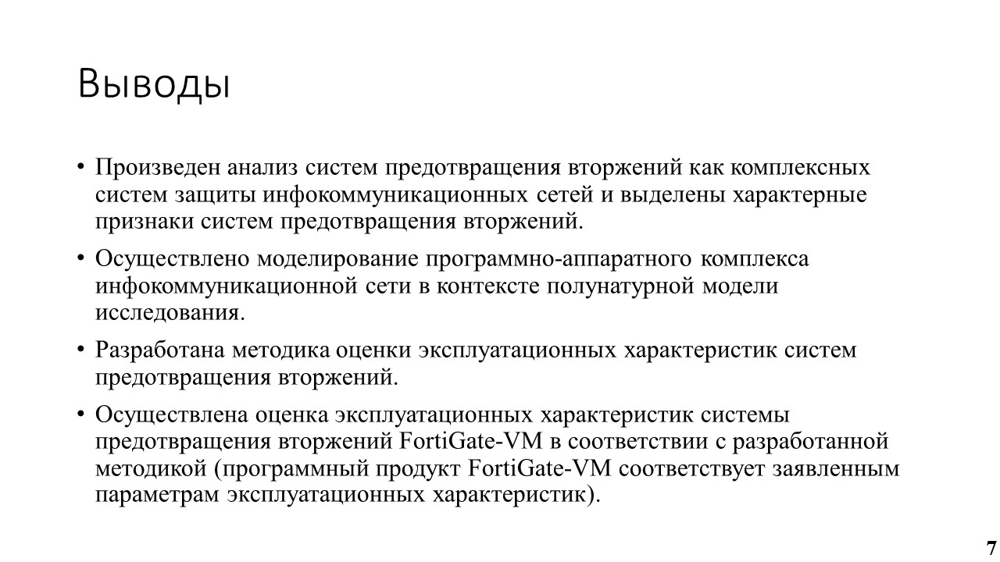 Выводы
• Произведен анализ систем предотвращения вторжений как комплексных
систем защиты инфокоммуникационных сетей и выделены характерные
признаки систем предотвращения вторжений.
• Осуществлено моделирование программно-аппаратного комплекса
инфокоммуникационной сети в контексте полунатурной модели
исследования.
• Разработана методика оценки эксплуатационных характеристик систем
предотвращения вторжений.
• Осуществлена оценка эксплуатационных характеристик системы
предотвращения вторжений FortiGate-VM в соответствии с разработанной
методикой (программный продукт FortiGate-VM соответствует заявленным
параметрам эксплуатационных характеристик).
7